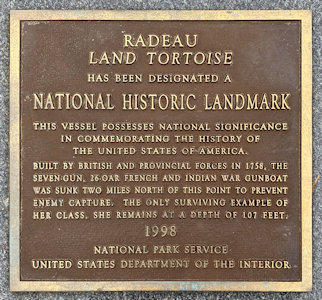 RADEAU
LAND TORTOISE
HAS BEEN DESIGNATED A
NATIONAL HISTORIC LANDMARK
THIS VESSEL POSSESSES NATIONAL SIGNIFICANCE
IN COMMEMORATING THE HISTORY OF
THE UNITED STATES OF AMERICA.
BUILT BY BRITISH AND PROVINCIAL FORCES IN 1758, THE
SEVEN-GUN, 26-OAR FRENCH AND INDIAN WAR GUNBOAT
WAS SUNK TWO MILES NORTH OF THIS POINT TO PREVENT
ENEMY CAPTURE. THE ONLY SURVIVING EXAMPLE OF
HER CLASS, SHE REMAINS AT A DEPTH OF 107 FEET.
1998
NATIONAL PARK SERVICE
UNITED STATES DEPARTMENT OF THE INTERIOR